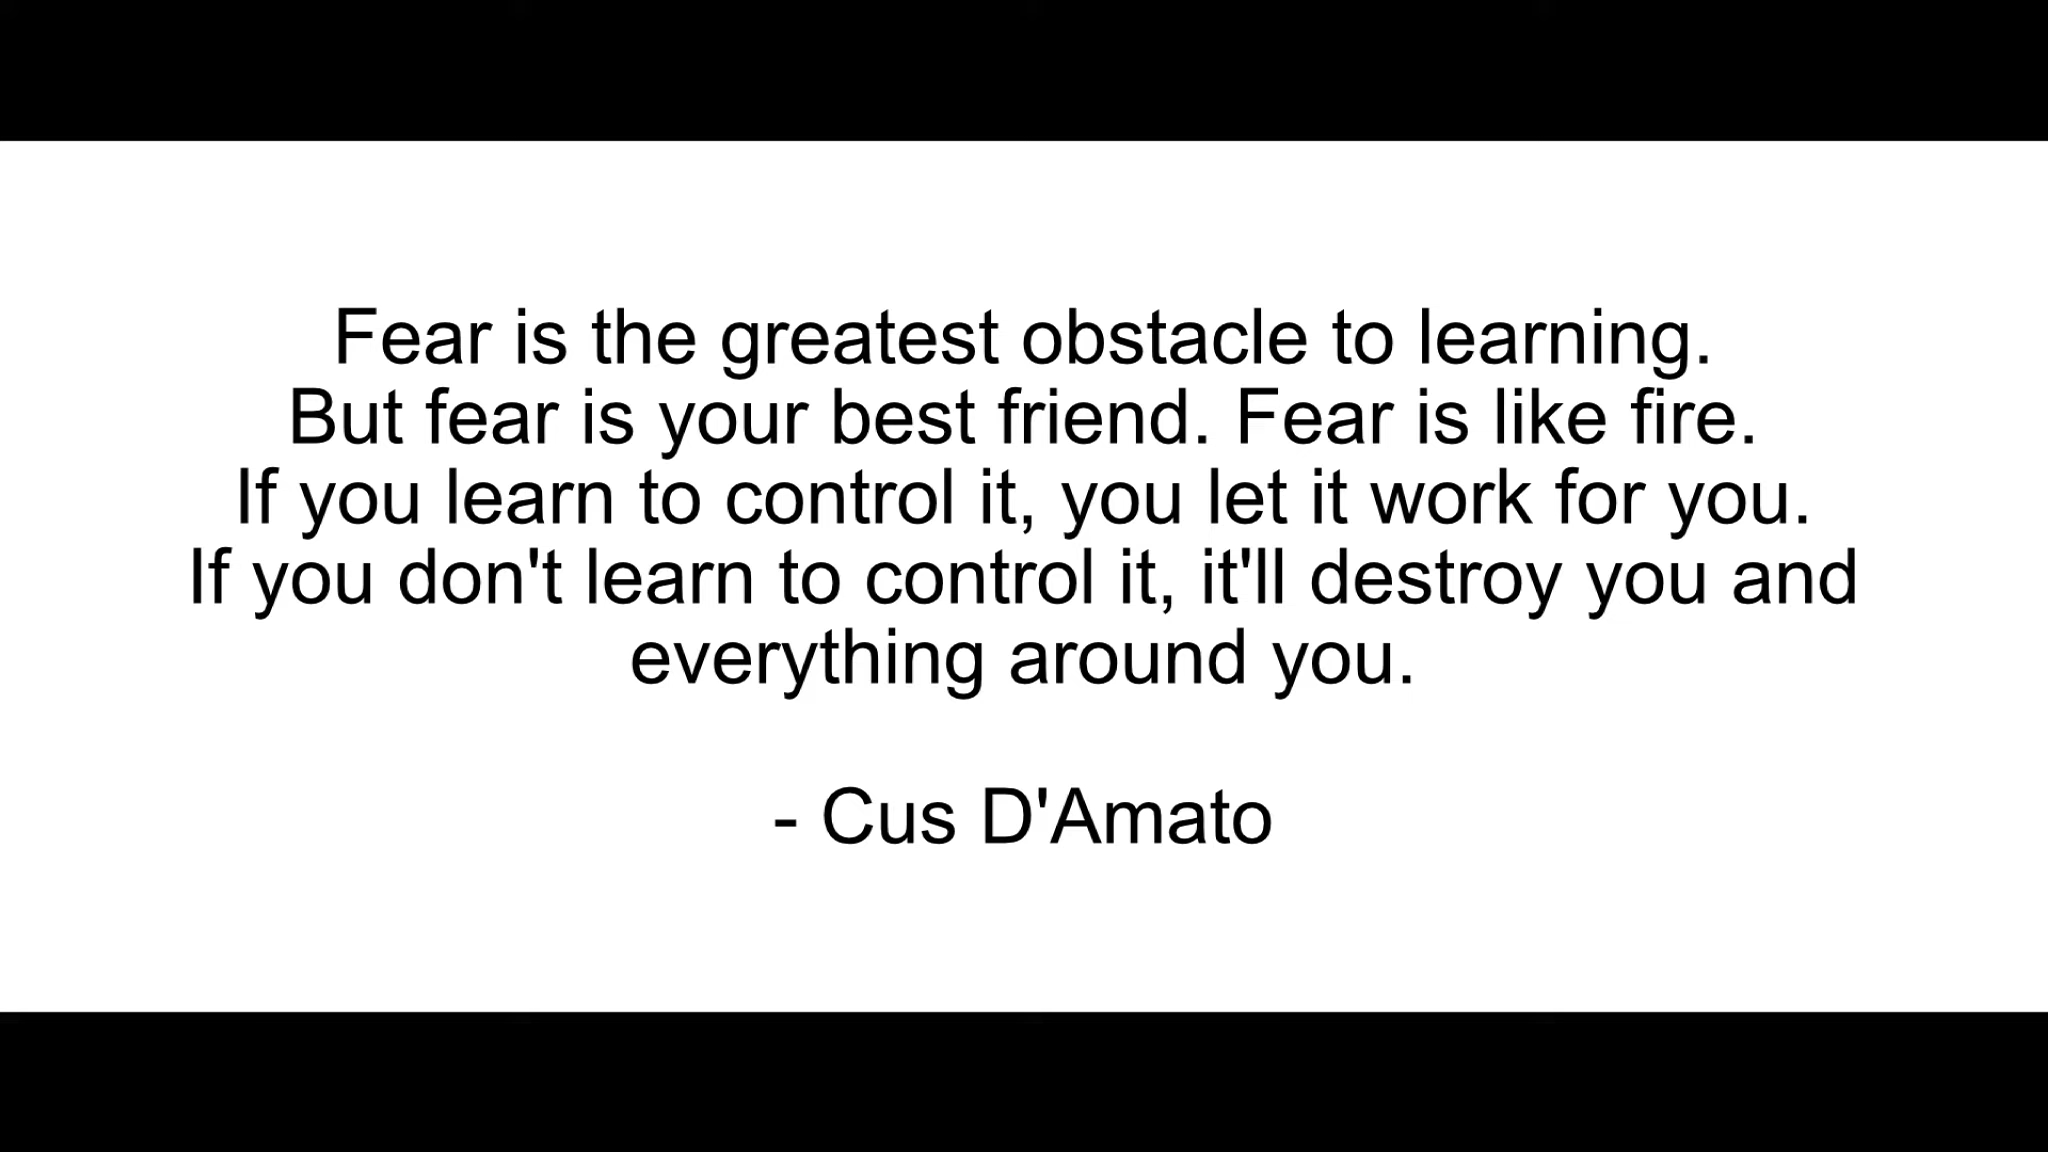 Fear is the greatest obstacle to learning.
But fear is your best friend. Fear is like fire.
If you learn to control it, you let it work for you.
If you don't learn to control it, it'll destroy you and
everything around you.
- Cus D'Amato